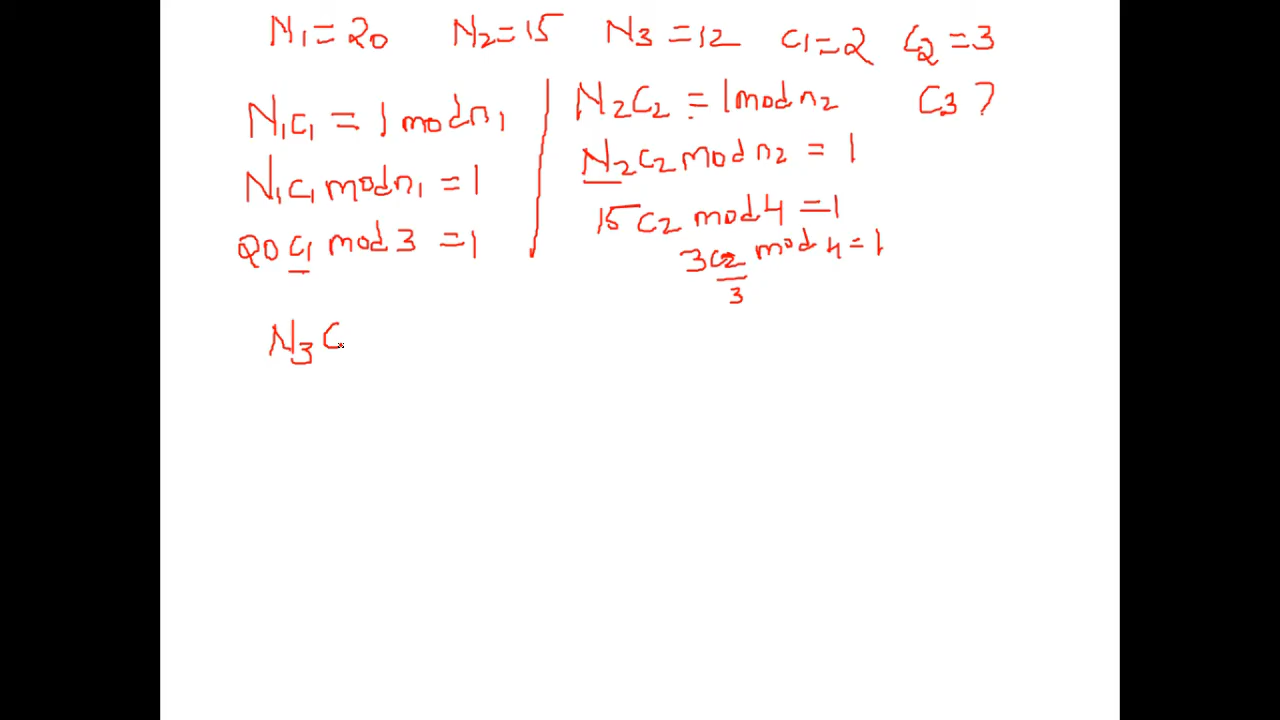 N1 = 20 N2 = 15 N3 = 12 C1 = 2 C2 = 3
N1C1 = 1 mod n1
N1C1 mod n1 = 1
20 C1 mod 3 = 1
N2C2 = 1 mod n2
N2C2 mod n2 = 1
15 C2 mod 4 = 1
3C2 mod 4 = 1
3
C3 ?
N3 C